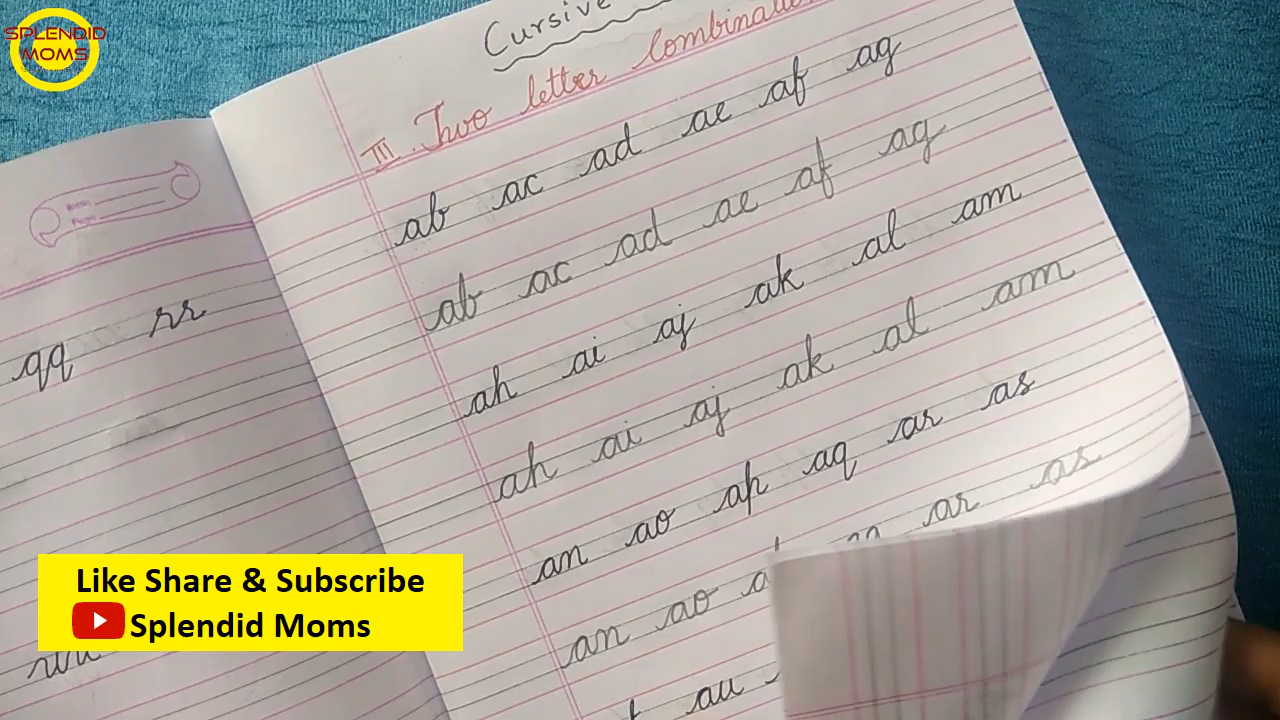 SPLENDID
MOMS
Cursive
III. Two letter Combination
ab ac ad ae af ag
ab ac ad ae af ag
ah ai aj ak al am
ah ai aj ak al am
an ao ap aq ar as
an ao ar as
au
qq rr
Like Share & Subscribe
Splendid Moms